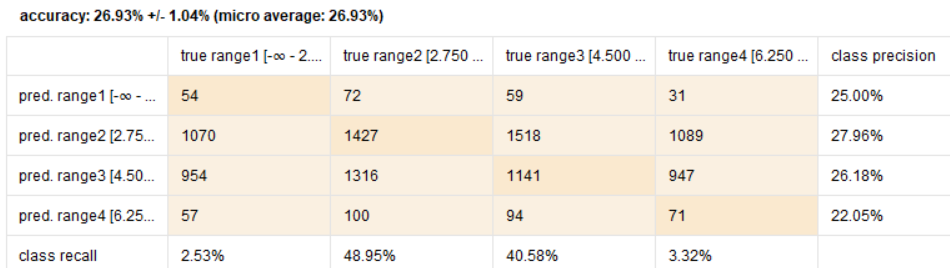 accuracy: 26.93% +/- 1.04% (micro average: 26.93%)
true range1 [-∞ - 2.... true range2 [2.750 ... true range3 [4.500 ... true range4 [6.250 ... class precision
pred. range1 [-∞ - ... 54 72 59 31 25.00%
pred. range2 [2.75... 1070 1427 1518 1089 27.96%
pred. range3 [4.50... 954 1316 1141 947 26.18%
pred. range4 [6.25... 57 100 94 71 22.05%
class recall 2.53% 48.95% 40.58% 3.32%